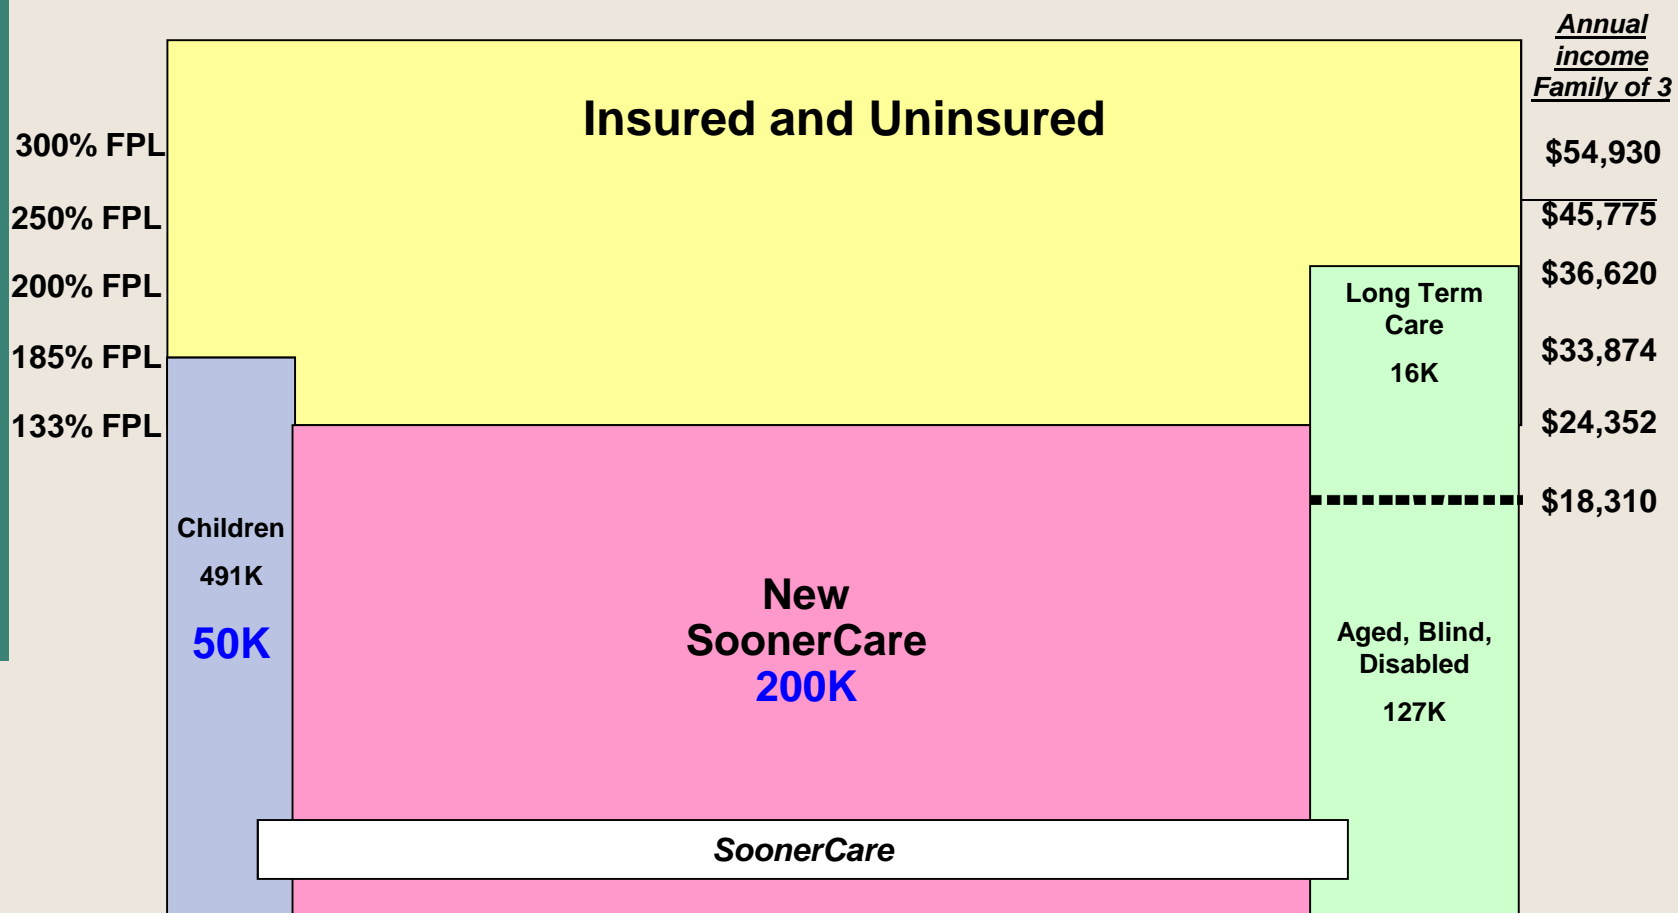 Annual
income
Family of 3
Insured and Uninsured
300% FPL
$54,930
250% FPL
$45,775
200% FPL
$36,620
Long Term
Care
16K
185% FPL
$33,874
133% FPL
$24,352
$18,310
Children
491K
50K
New
SoonerCare
200K
Aged, Blind,
Disabled
127K
SoonerCare